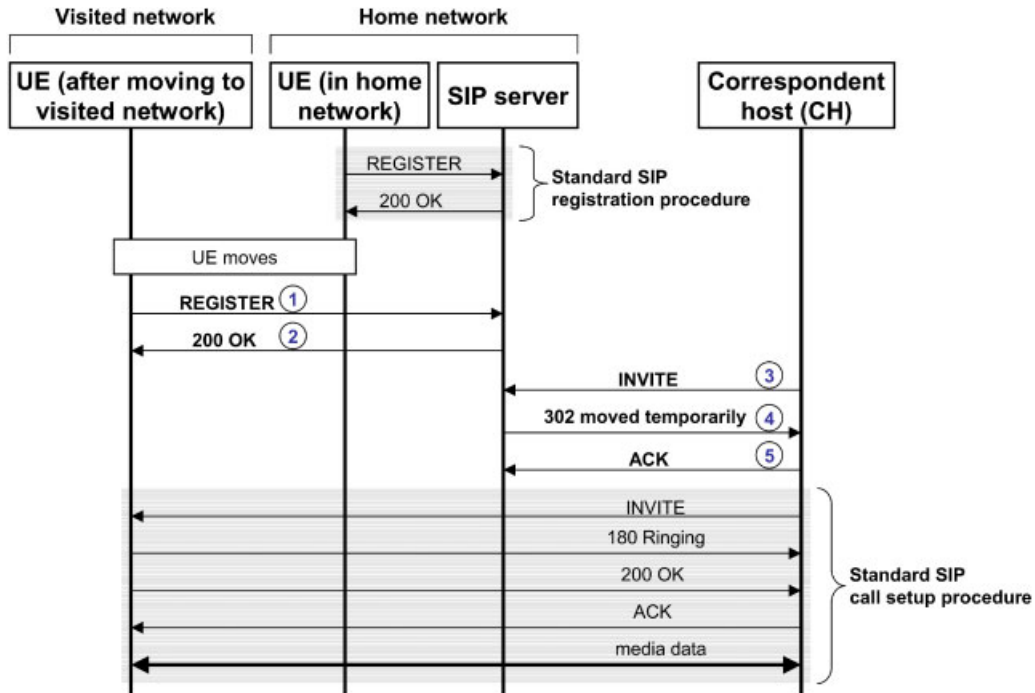 Visited network
Home network
UE (after moving to
visited network)
UE (in home
network)
SIP server
Correspondent
host (CH)
REGISTER
200 OK
Standard SIP
registration procedure
UE moves
REGISTER 1
200 OK 2
INVITE 3
302 moved temporarily 4
ACK 5
INVITE
180 Ringing
200 OK
ACK
media data
Standard SIP
call setup procedure